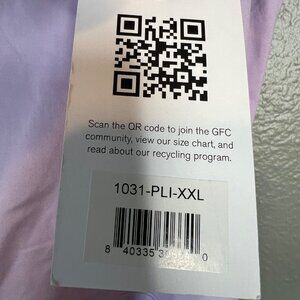 Scan the QR code to join the GFC
community, view our size chart, and
read about our recycling program.
1031-PLI-XXL
8 0